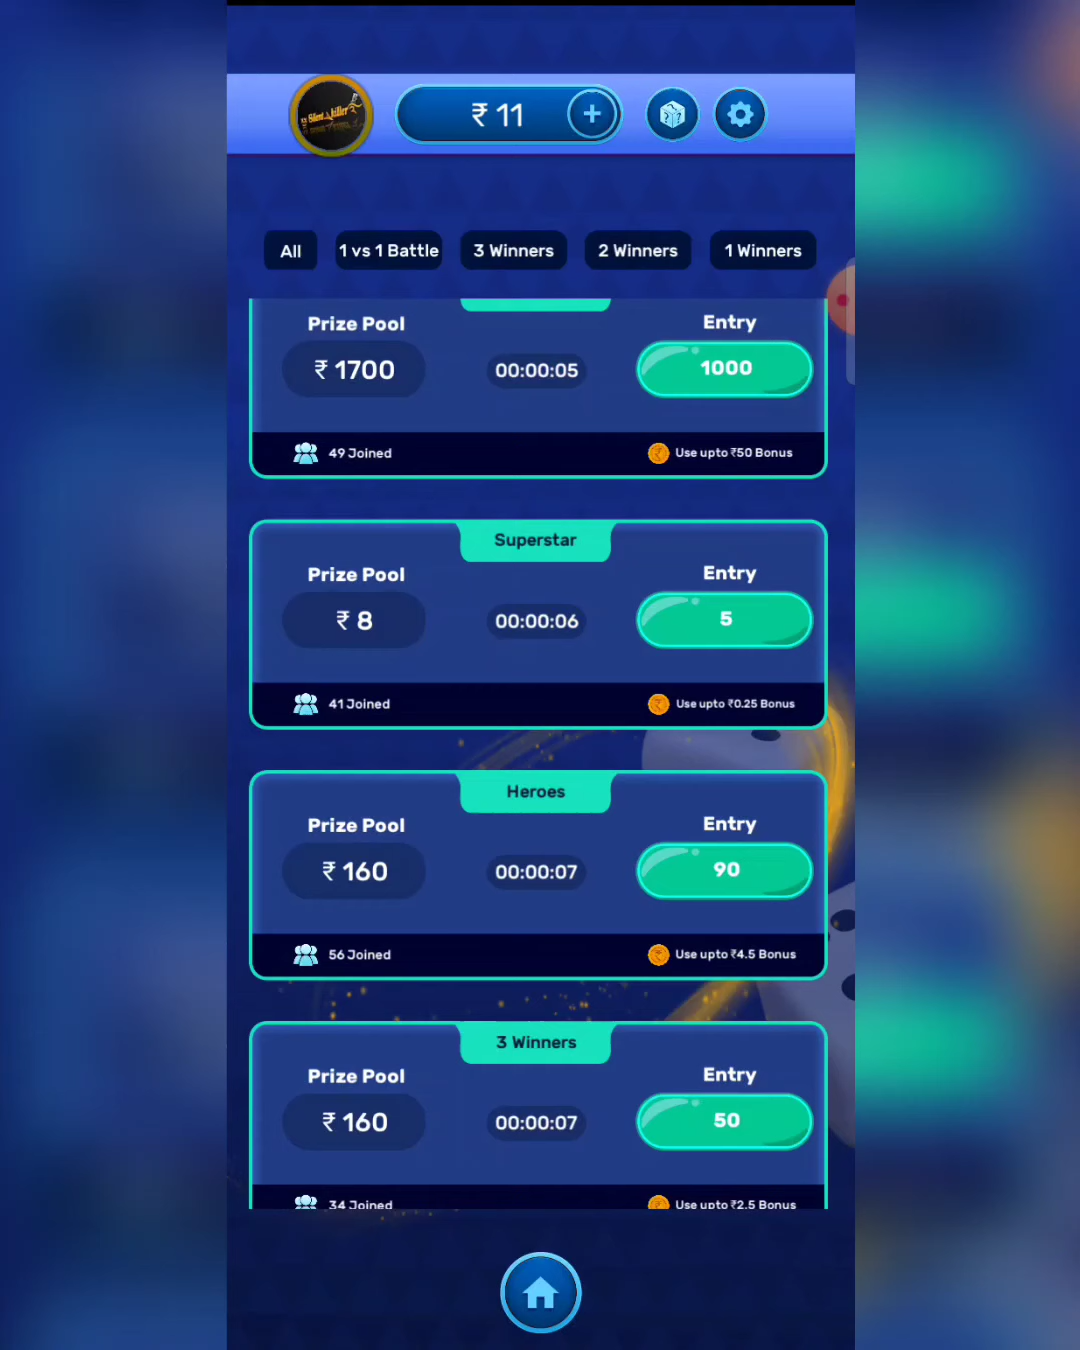 Silent Killer
₹ 11
All
1 vs 1 Battle
3 Winners
2 Winners
1 Winners
Prize Pool
Entry
₹ 1700
00:00:05
1000
49 Joined
Use upto ₹50 Bonus
Superstar
Prize Pool
Entry
₹ 8
00:00:06
5
41 Joined
Use upto ₹0.25 Bonus
Heroes
Prize Pool
Entry
₹ 160
00:00:07
90
56 Joined
Use upto ₹4.5 Bonus
3 Winners
Prize Pool
Entry
₹ 160
00:00:07
50
34 Joined
Use upto ₹2.5 Bonus